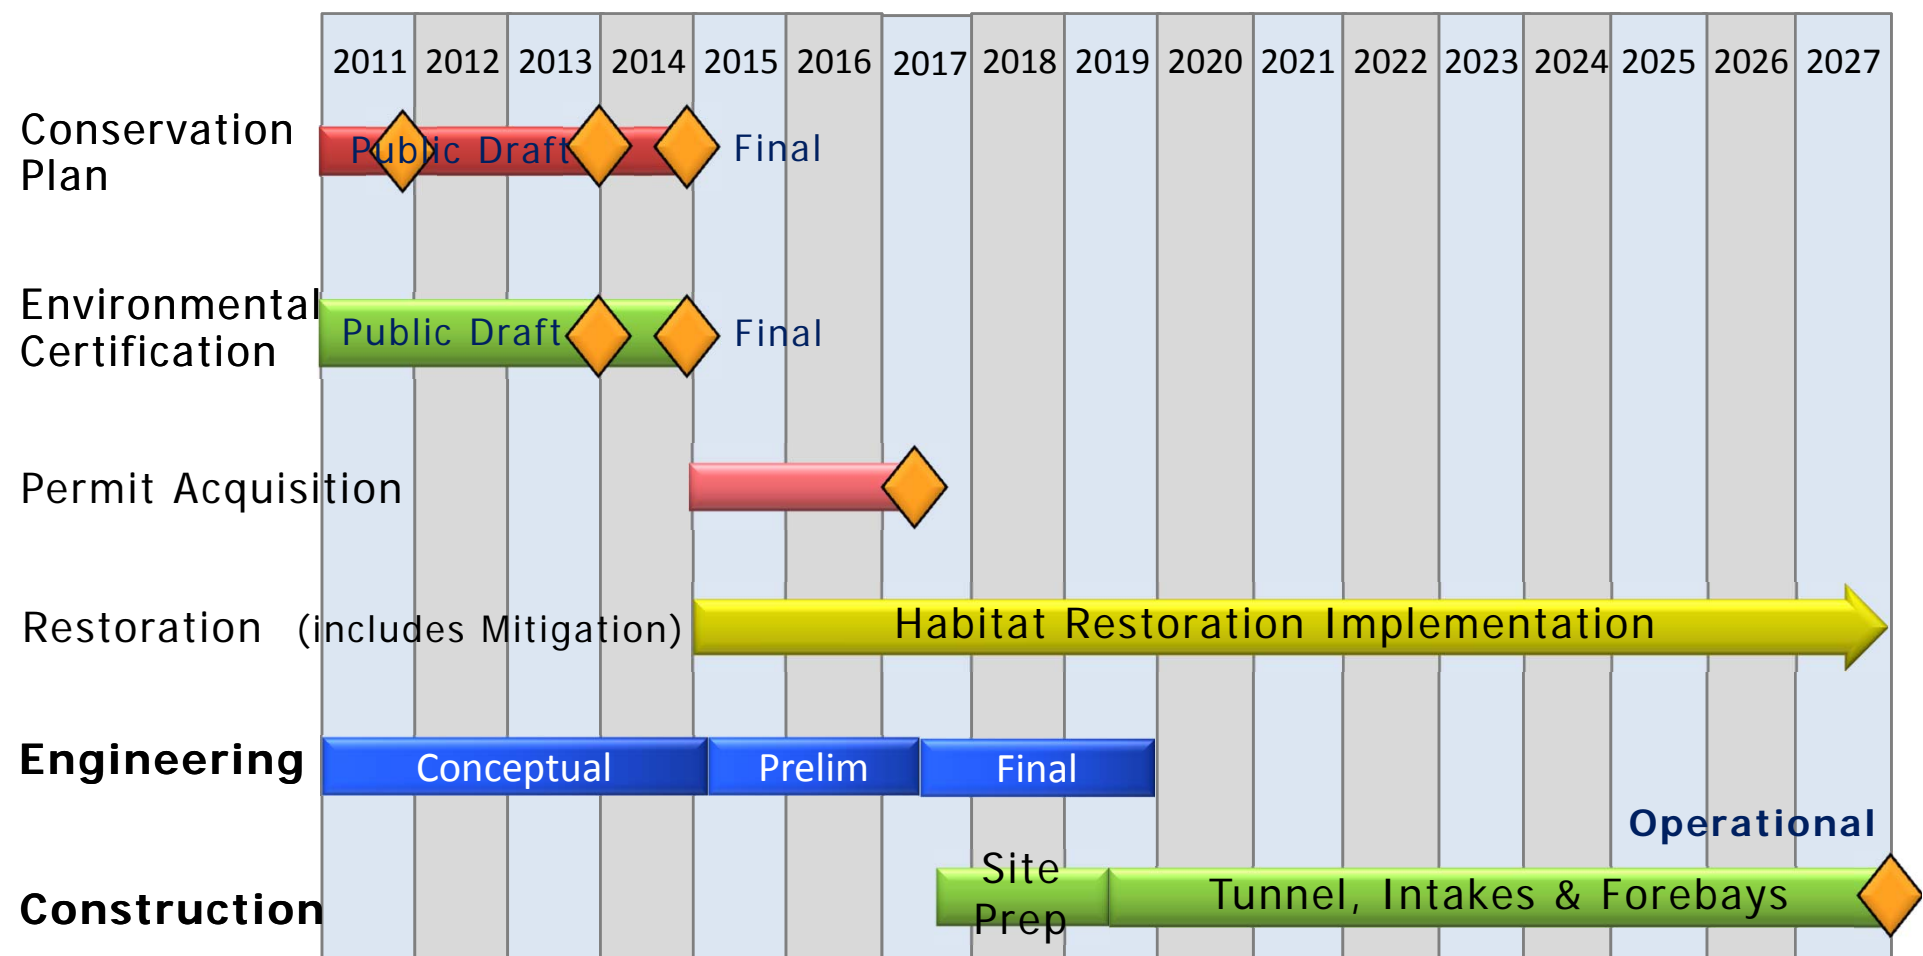 2011 2012 2013 2014 2015 2016 2017 2018 2019 2020 2021 2022 2023 2024 2025 2026 2027
Conservation
Plan
Public Draft
Final
Environmental
Certification
Public Draft
Final
Permit Acquisition
Restoration (includes Mitigation)
Habitat Restoration Implementation
Engineering
Conceptual
Prelim
Final
Operational
Construction
Site
Prep
Tunnel, Intakes & Forebays